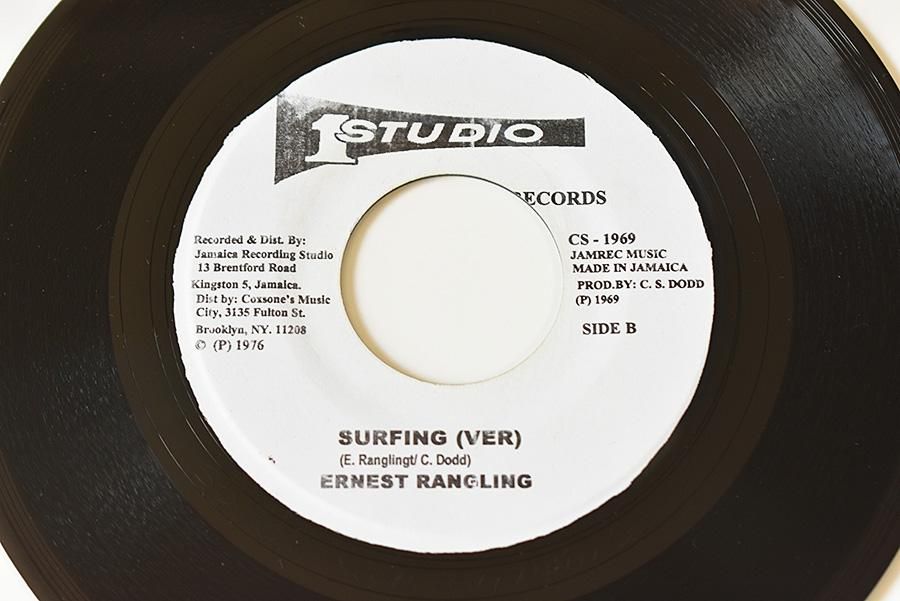 1 STUDIO
RECORDS
Recorded & Dist. By:
Jamaica Recording Studio
13 Brentford Road
Kingston 5, Jamaica.
Dist by: Coxsone's Music
City, 3135 Fulton St.
Brooklyn, NY. 11208
© (P) 1976
CS - 1969
JAMREC MUSIC
MADE IN JAMAICA
PROD.BY: C. S. DODD
(P) 1969
SIDE B
SURFING (VER)
(E. Ranglingt/ C. Dodd)
ERNEST RANGLING